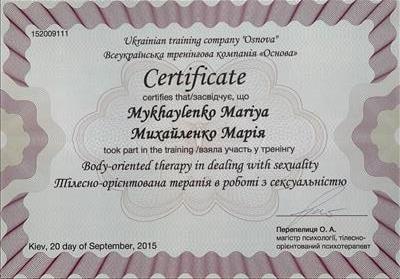 152009111
Ukrainian training company "Osnova"
Всеукраїнська тренінгова компанія «Основа»
Certificate
certifies that/засвідчує, що
Mykhaylenko Mariya
Михайленко Марія
took part in the training /взяла участь у тренінгу
Body-oriented therapy in dealing with sexuality
Тілесно-орієнтована терапія в роботі з сексуальністю
Перепелиця О. А.
магістр психології, тілесно-
орієнтований психотерапевт
Kiev, 20 day of September, 2015